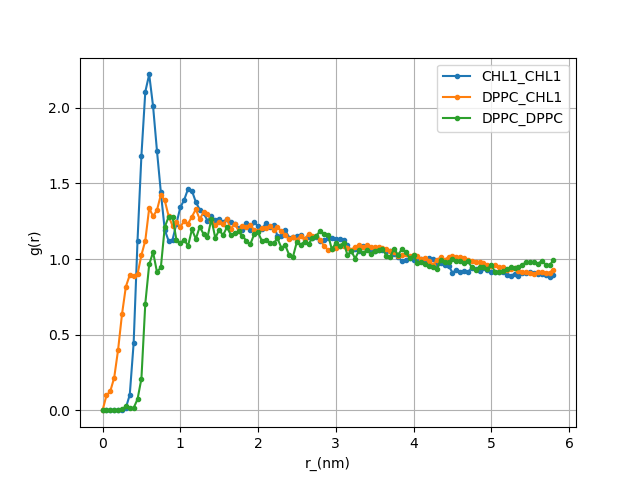 CHL1_CHL1
DPPC_CHL1
DPPC_DPPC
g(r)
2.0
1.5
1.0
0.5
0.0
0 1 2 3 4 5 6
r_(nm)